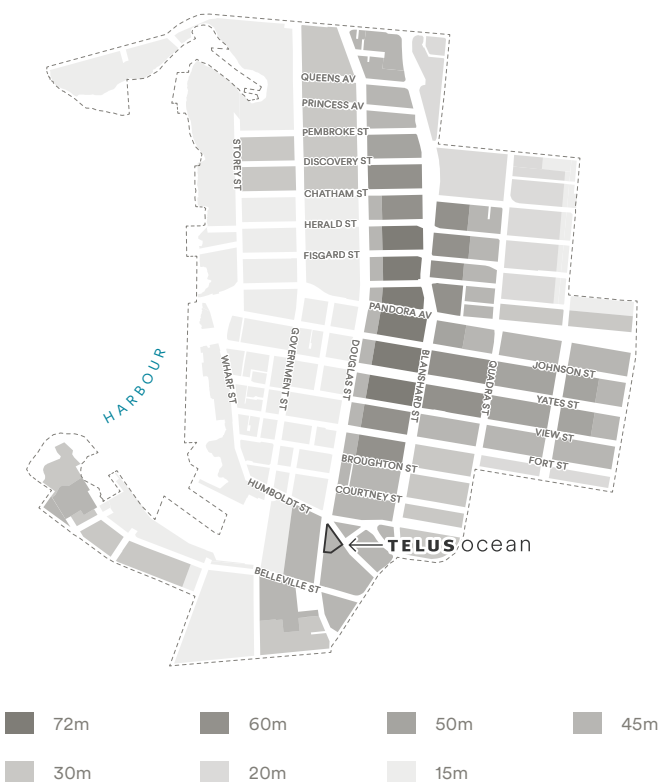 QUEENS AV
PRINCESS AV
PEMBROKE ST
STOREY ST
DISCOVERY ST
CHATHAM ST
HERALD ST
FISGARD ST
PANDORA AV
HARBOUR
WHARF ST
GOVERNMENT ST
DOUGLAS ST
BLANSHARD ST
QUADRA ST
JOHNSON ST
YATES ST
VIEW ST
FORT ST
BROUGHTON ST
HUMBOLDT ST
COURTNEY ST
TELUS ocean
BELLEVILLE ST
72m 60m 50m 45m
30m 20m 15m